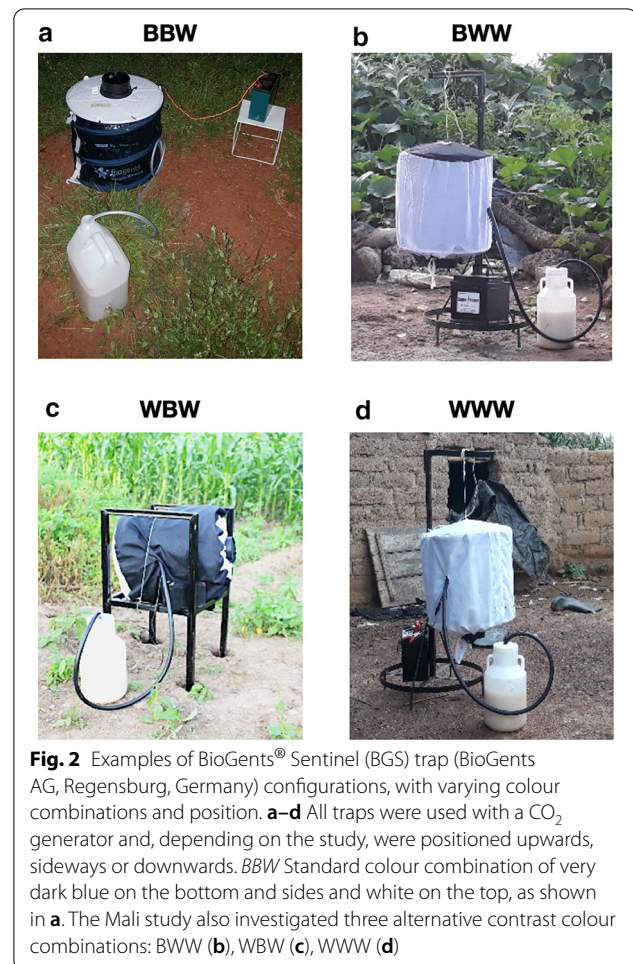 a
BBW
Biogents
b
BWW
c
WBW
d
WWW
Fig. 2 Examples of BioGents® Sentinel (BGS) trap (BioGents
AG, Regensburg, Germany) configurations, with varying colour
combinations and position. a–d All traps were used with a CO₂
generator and, depending on the study, were positioned upwards,
sideways or downwards. BBW Standard colour combination of very
dark blue on the bottom and sides and white on the top, as shown
in a. The Mali study also investigated three alternative contrast colour
combinations: BWW (b), WBW (c), WWW (d)